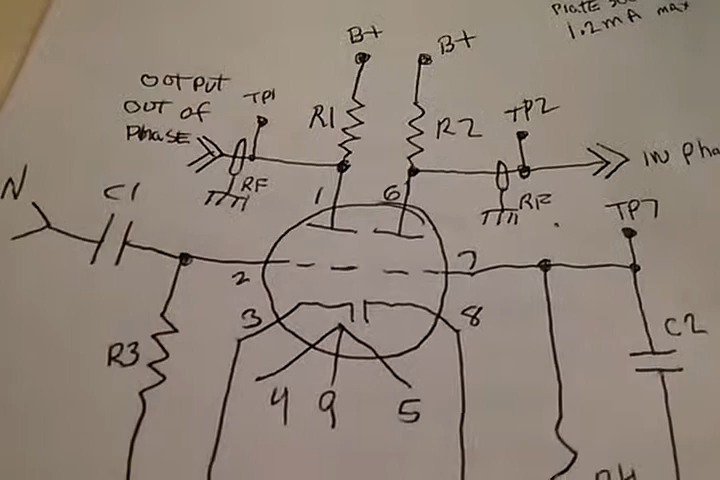 Plate
1.2mA max
B+
B+
OUTPUT
OUT OF
Phase
TP1
R1
R2
TP2
IN Pha
RF
RF
1
6
TP7
N
C1
2
7
3
8
R3
C2
4
9
5